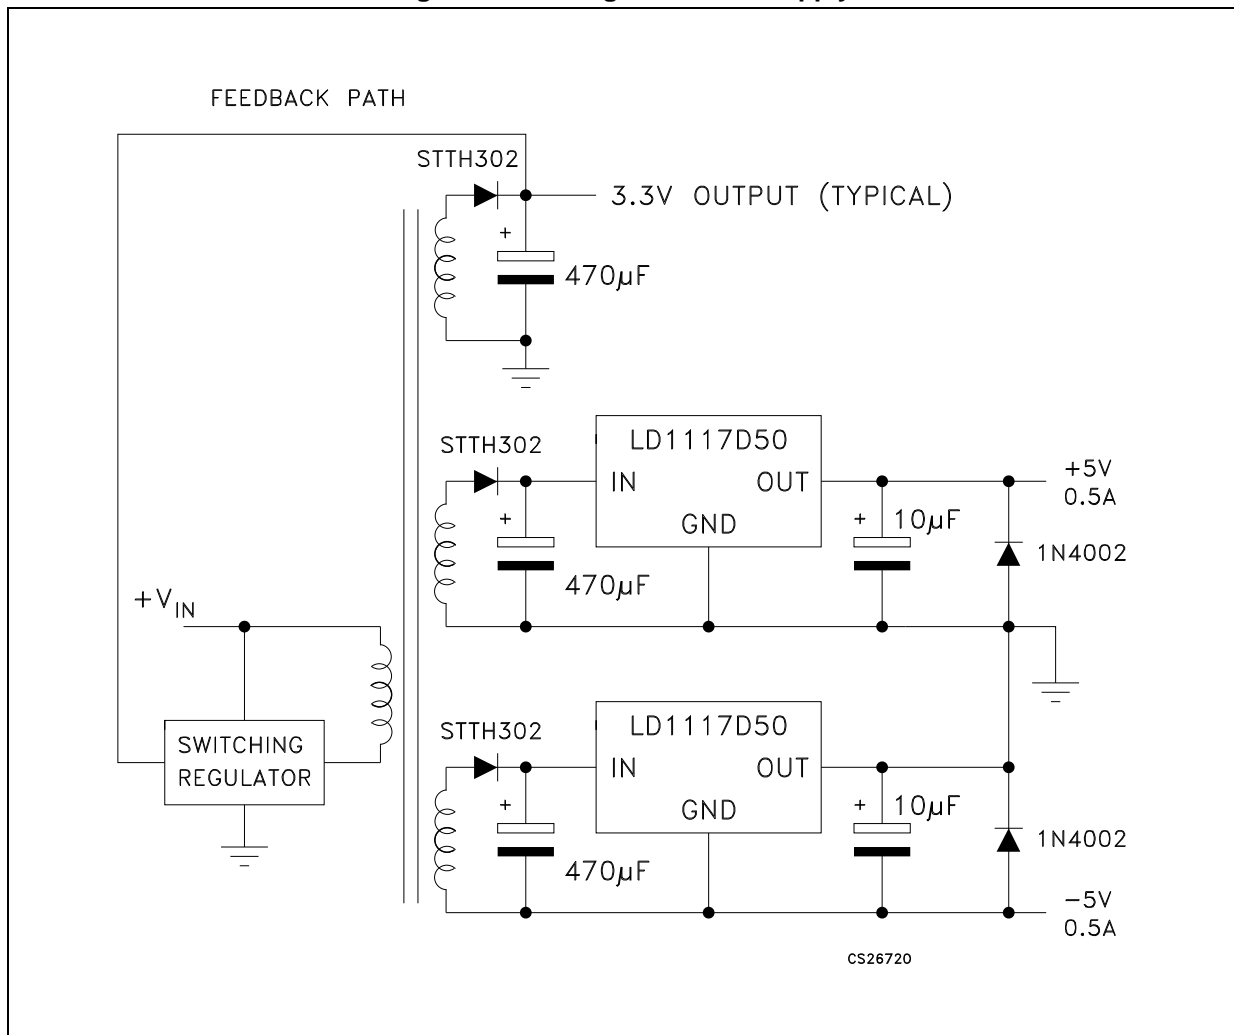 FEEDBACK PATH
STTH302
3.3V OUTPUT (TYPICAL)
+
470µF
STTH302
LD1117D50
IN
OUT
GND
+
470µF
+
10µF
+5V
0.5A
1N4002
+VIN
SWITCHING
REGULATOR
STTH302
LD1117D50
IN
OUT
GND
+
470µF
+
10µF
1N4002
−5V
0.5A
CS26720